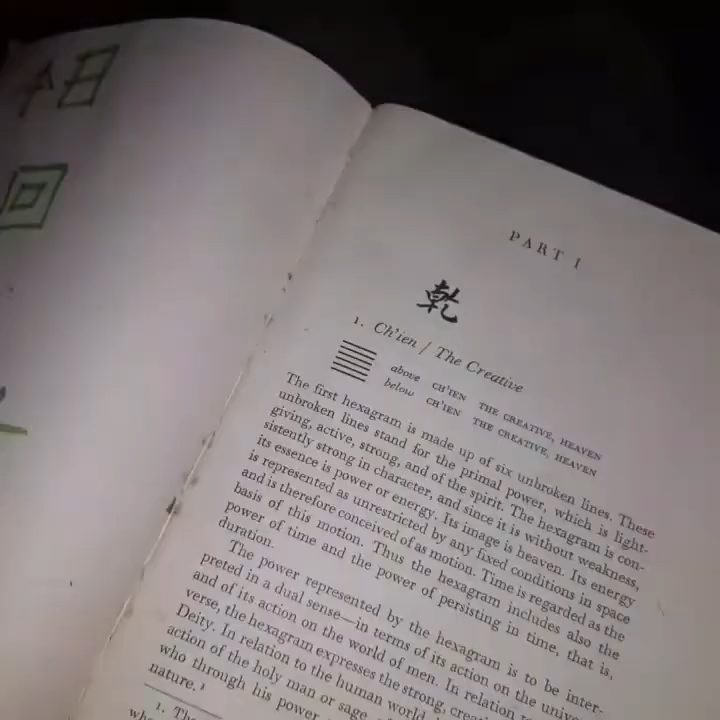 PART I
乾
1. Ch'ien / The Creative
above CH'IEN THE CREATIVE, HEAVEN
below CH'IEN THE CREATIVE, HEAVEN
The first hexagram is made up of six unbroken lines. These
unbroken lines stand for the primal power, which is light-
giving, active, strong, and of the spirit. The hexagram is con-
sistently strong in character, and since it is without weakness,
its essence is power or energy. Its image is heaven. Its energy
is represented as unrestricted by any fixed conditions in space
and is therefore conceived of as motion. Time is regarded as the
basis of this motion. Thus the hexagram includes also the
power of time and the power of persisting in time, that is,
duration.
The power represented by the hexagram is to be inter-
preted in a dual sense—in terms of its action on the univ
and of its action on the world of men. In relation
verse, the hexagram expresses the strong, crea
Deity. In relation to the human world,
action of the holy man or sage
who through his power
nature.¹
1. The